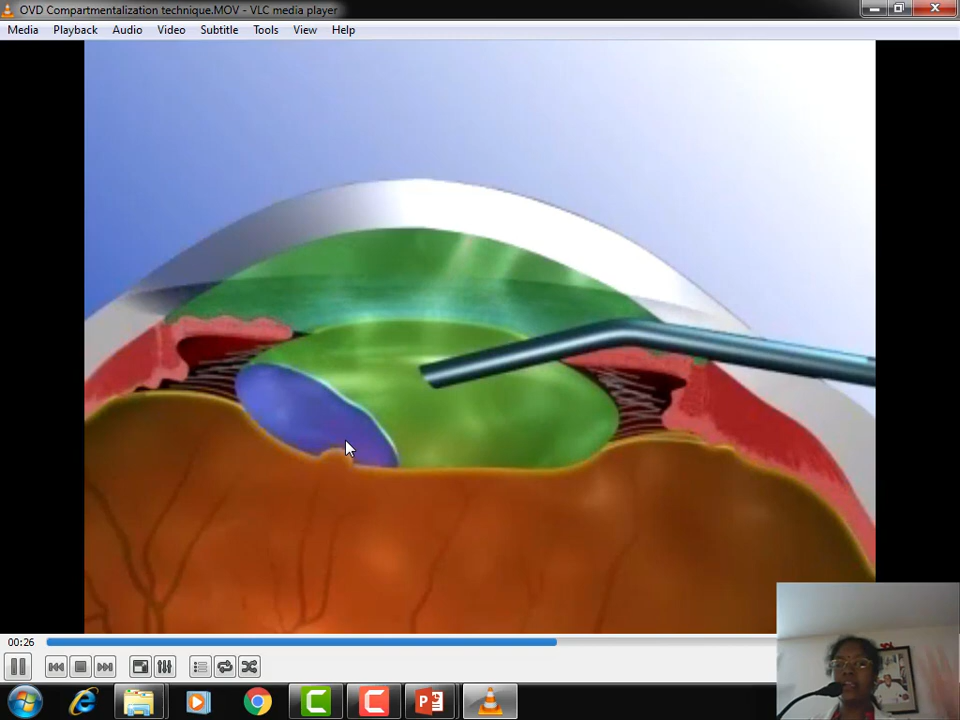 OVD Compartmentalization technique.MOV - VLC media player
Media Playback Audio Video Subtitle Tools View Help
00:26